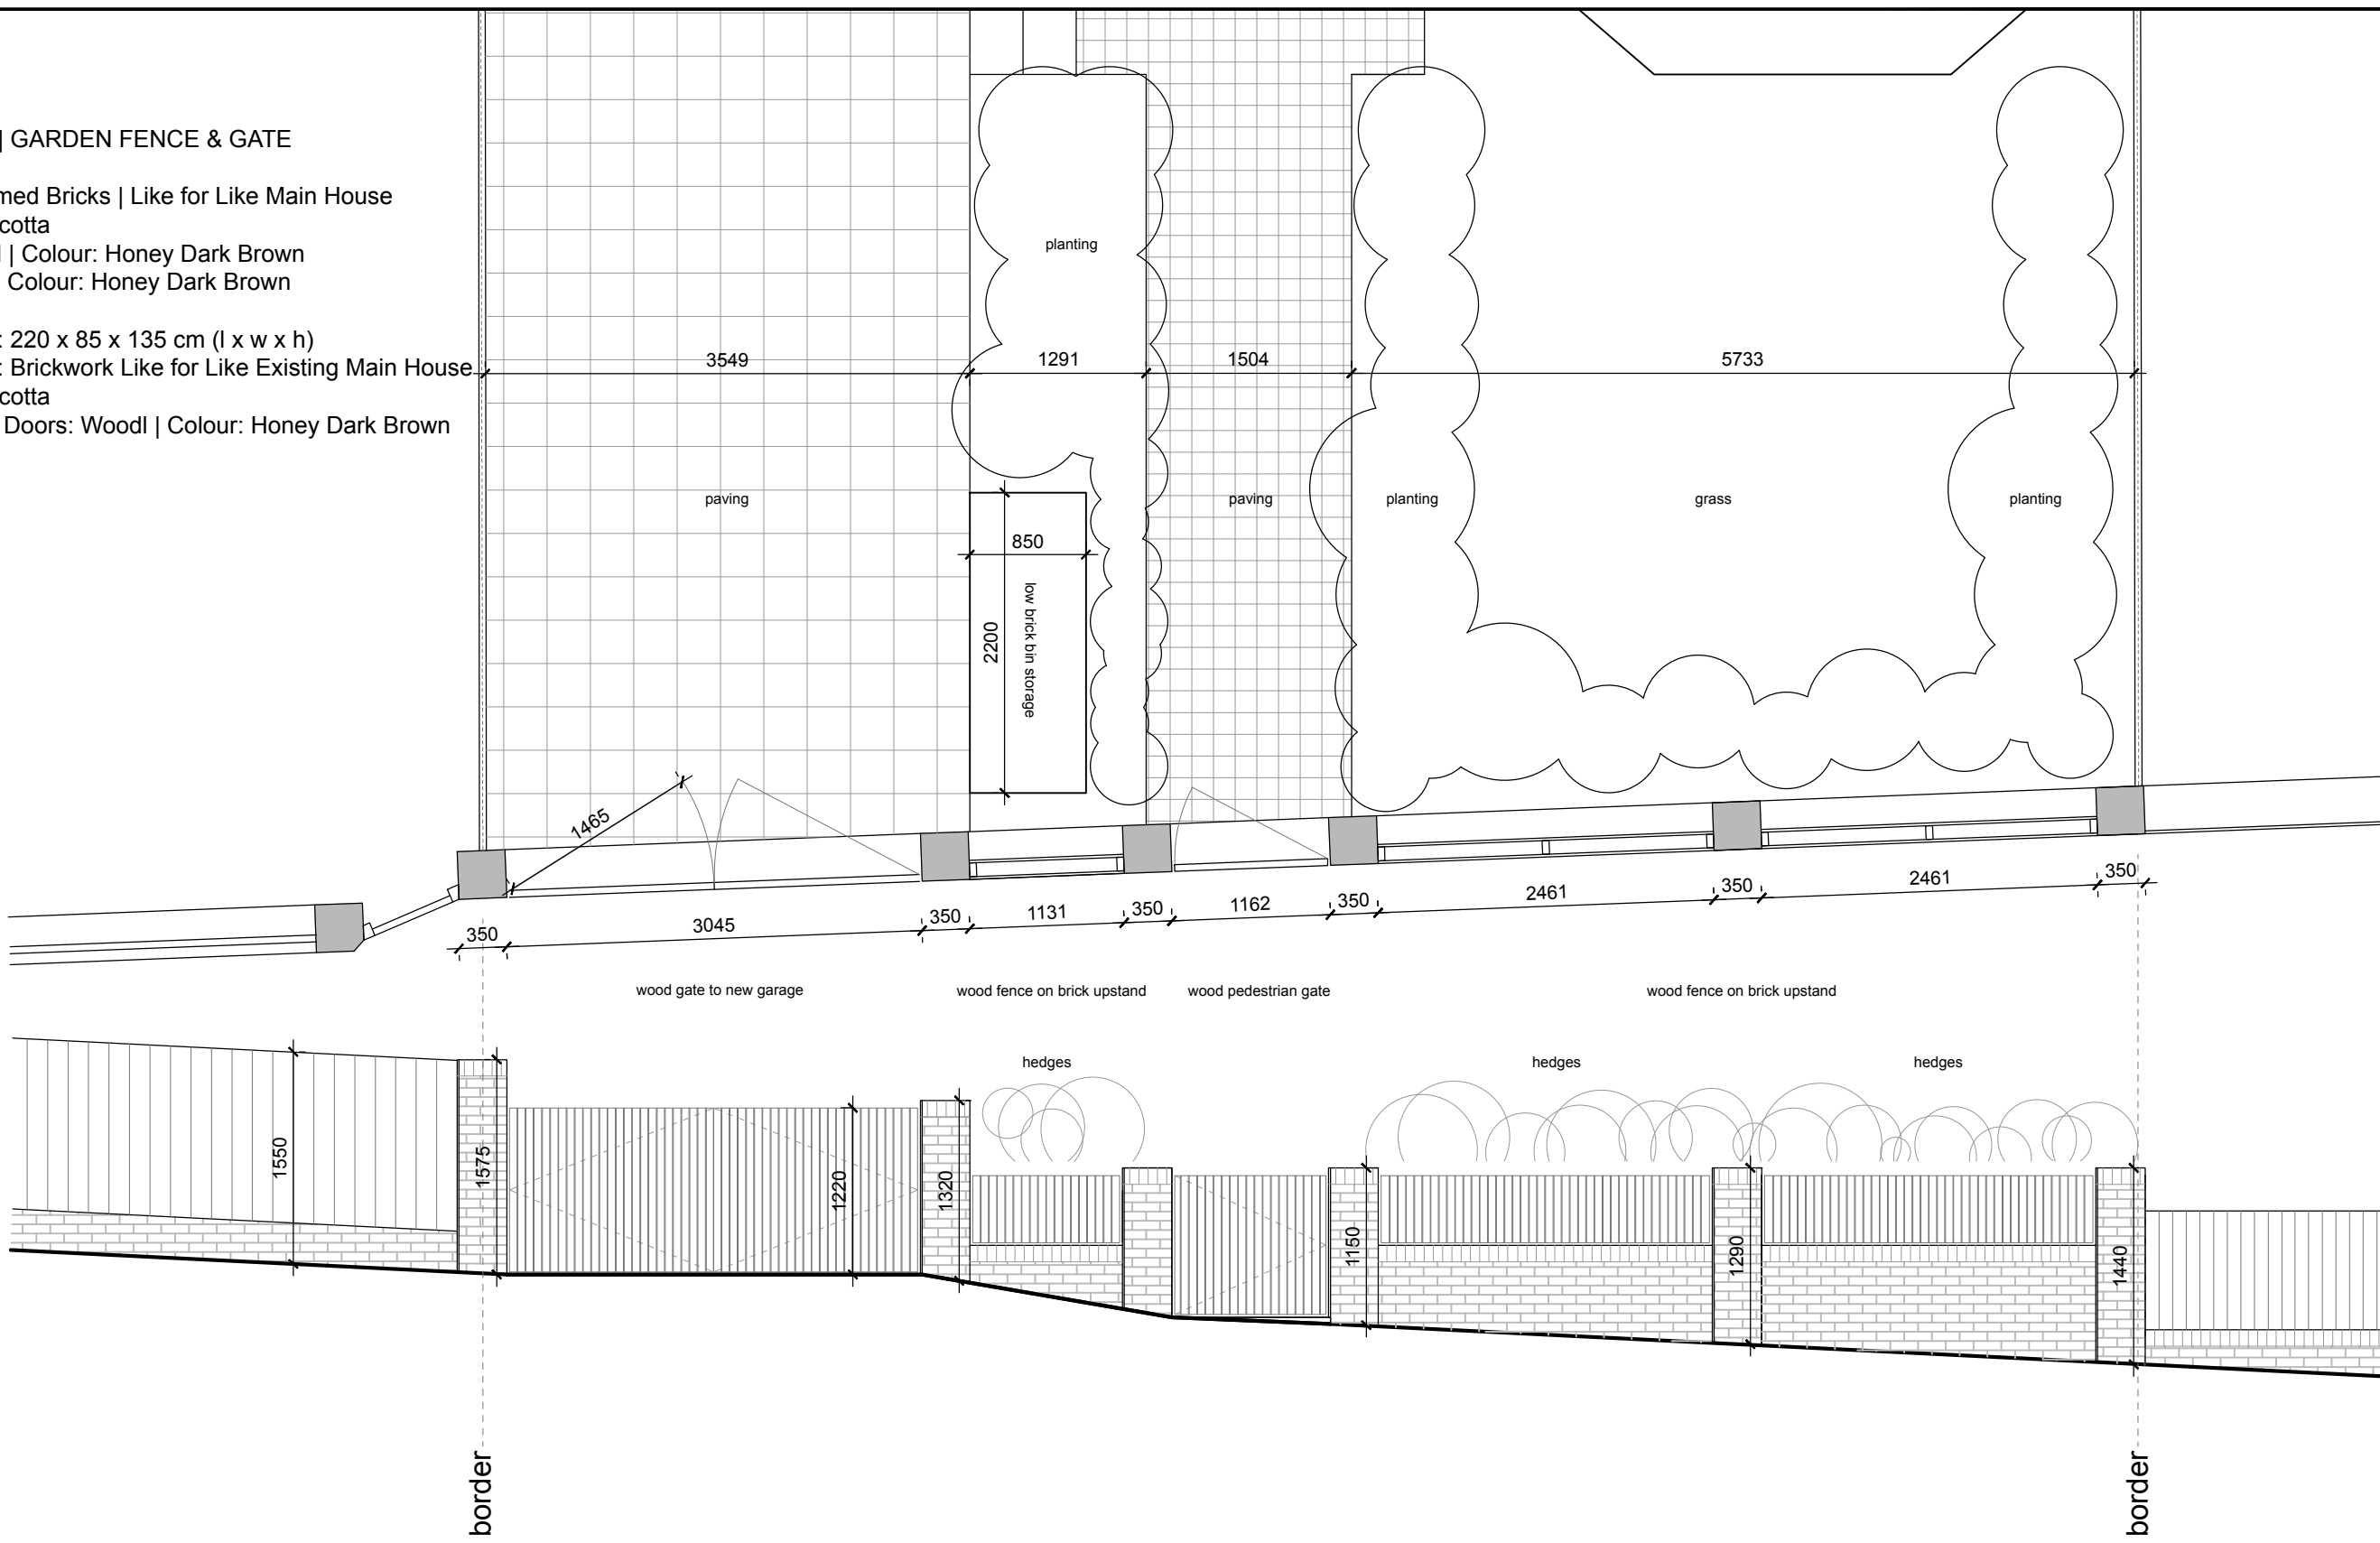 | GARDEN FENCE & GATE
med Bricks | Like for Like Main House
cotta
| Colour: Honey Dark Brown
Colour: Honey Dark Brown
: 220 x 85 x 135 cm (l x w x h)
: Brickwork Like for Like Existing Main House
cotta
Doors: Woodl | Colour: Honey Dark Brown
planting
3549
1291
1504
5733
paving
paving
planting
grass
planting
850
2200
low brick bin storage
1465
350
3045
350
1131
350
1162
350
2461
350
2461
350
wood gate to new garage
wood fence on brick upstand
wood pedestrian gate
wood fence on brick upstand
hedges
hedges
hedges
1550
1575
1220
1320
1150
1290
1440
border
border